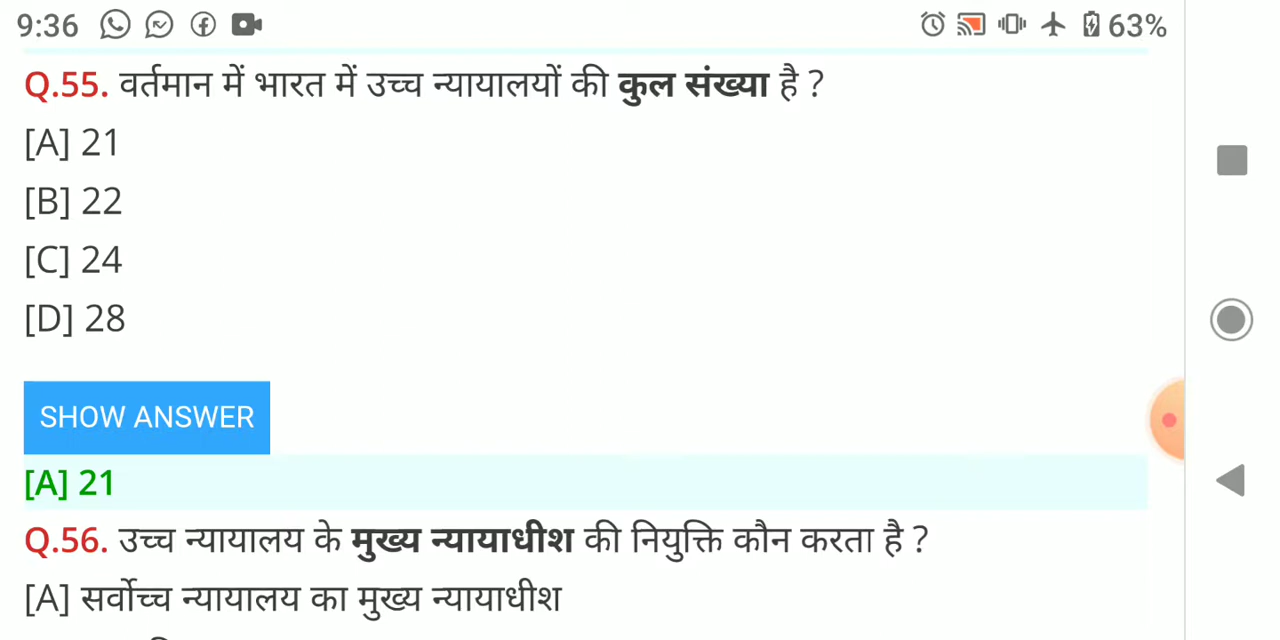 9:36 63%
Q.55. वर्तमान में भारत में उच्च न्यायालयों की कुल संख्या है ?
[A] 21
[B] 22
[C] 24
[D] 28
SHOW ANSWER
[A] 21
Q.56. उच्च न्यायालय के मुख्य न्यायाधीश की नियुक्ति कौन करता है ?
[A] सर्वोच्च न्यायालय का मुख्य न्यायाधीश